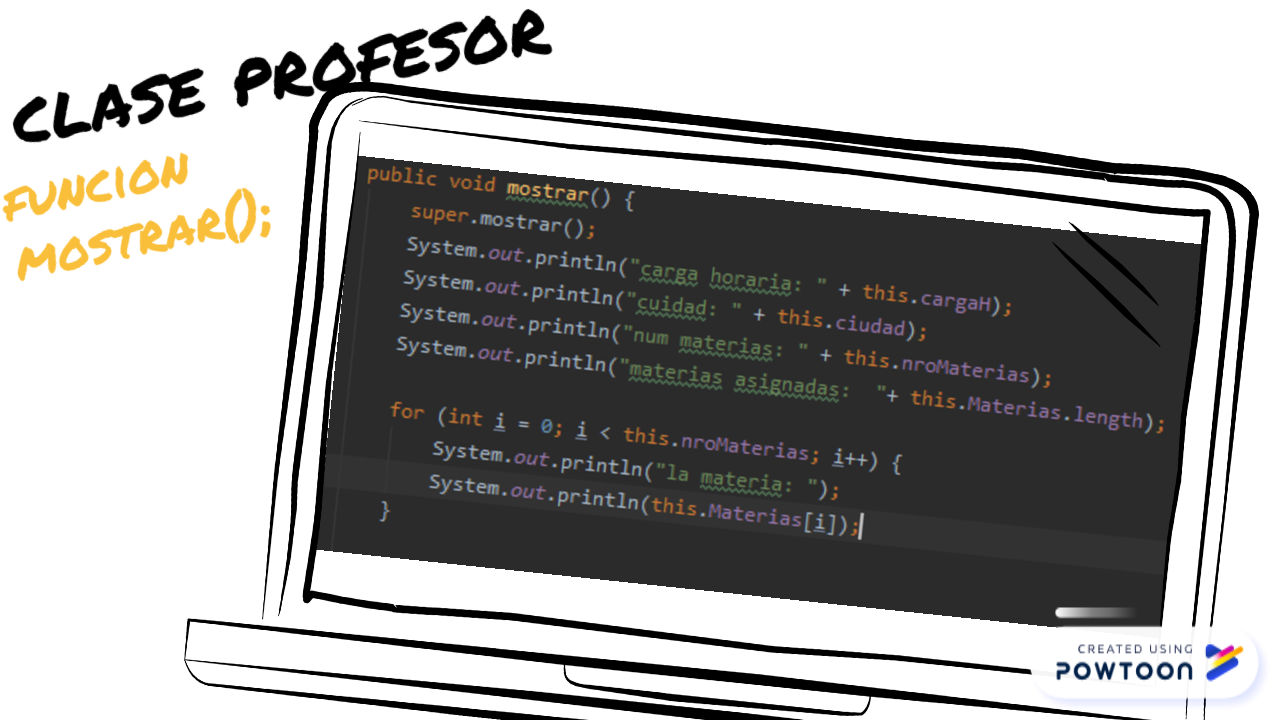 CLASE PROFESOR
FUNCION
MOSTRAR();
public void mostrar() {
super.mostrar();
System.out.println("carga horaria: " + this.cargaH);
System.out.println("cuidad: " + this.ciudad);
System.out.println("num materias: " + this.nroMaterias);
System.out.println("materias asignadas:  "+ this.Materias.length);
for (int i = 0; i < this.nroMaterias; i++) {
System.out.println("la materia: ");
System.out.println(this.Materias[i]);
}
CREATED USING
POWTOON